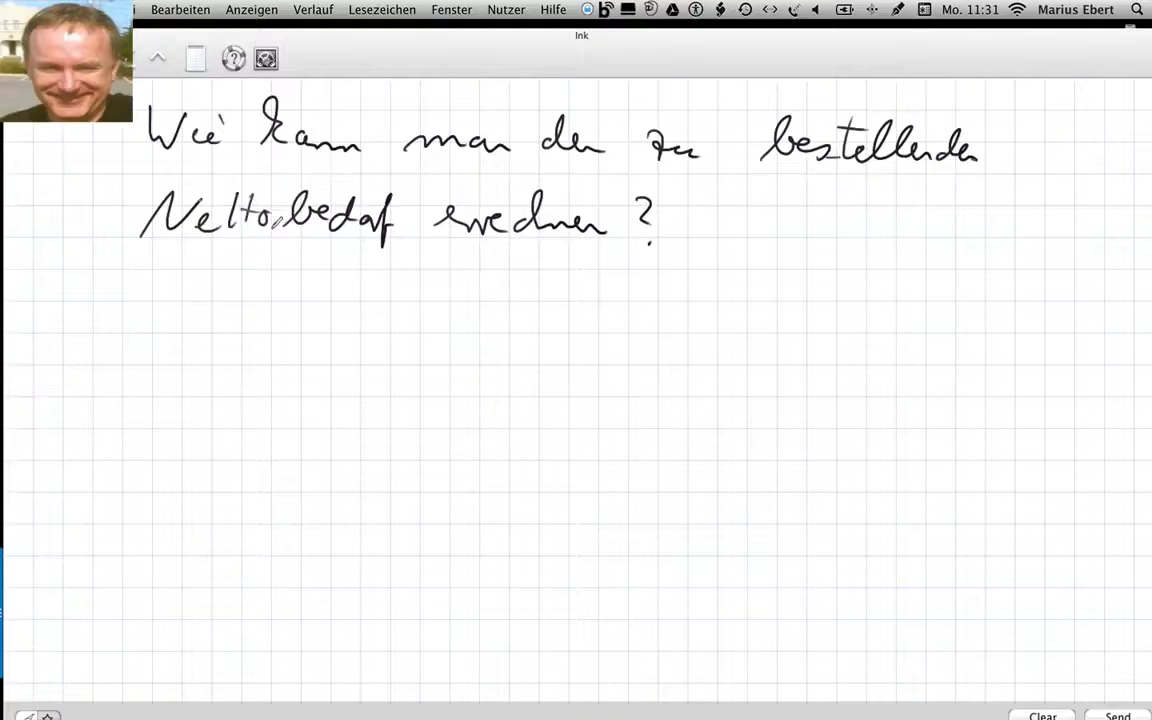 Bearbeiten Anzeigen Verlauf Lesezeichen Fenster Nutzer Hilfe Mo. 11:31 Marius Ebert
Ink
Wie kann man den zu bestellenden
Nettobedarf errechnen ?
Clear Send